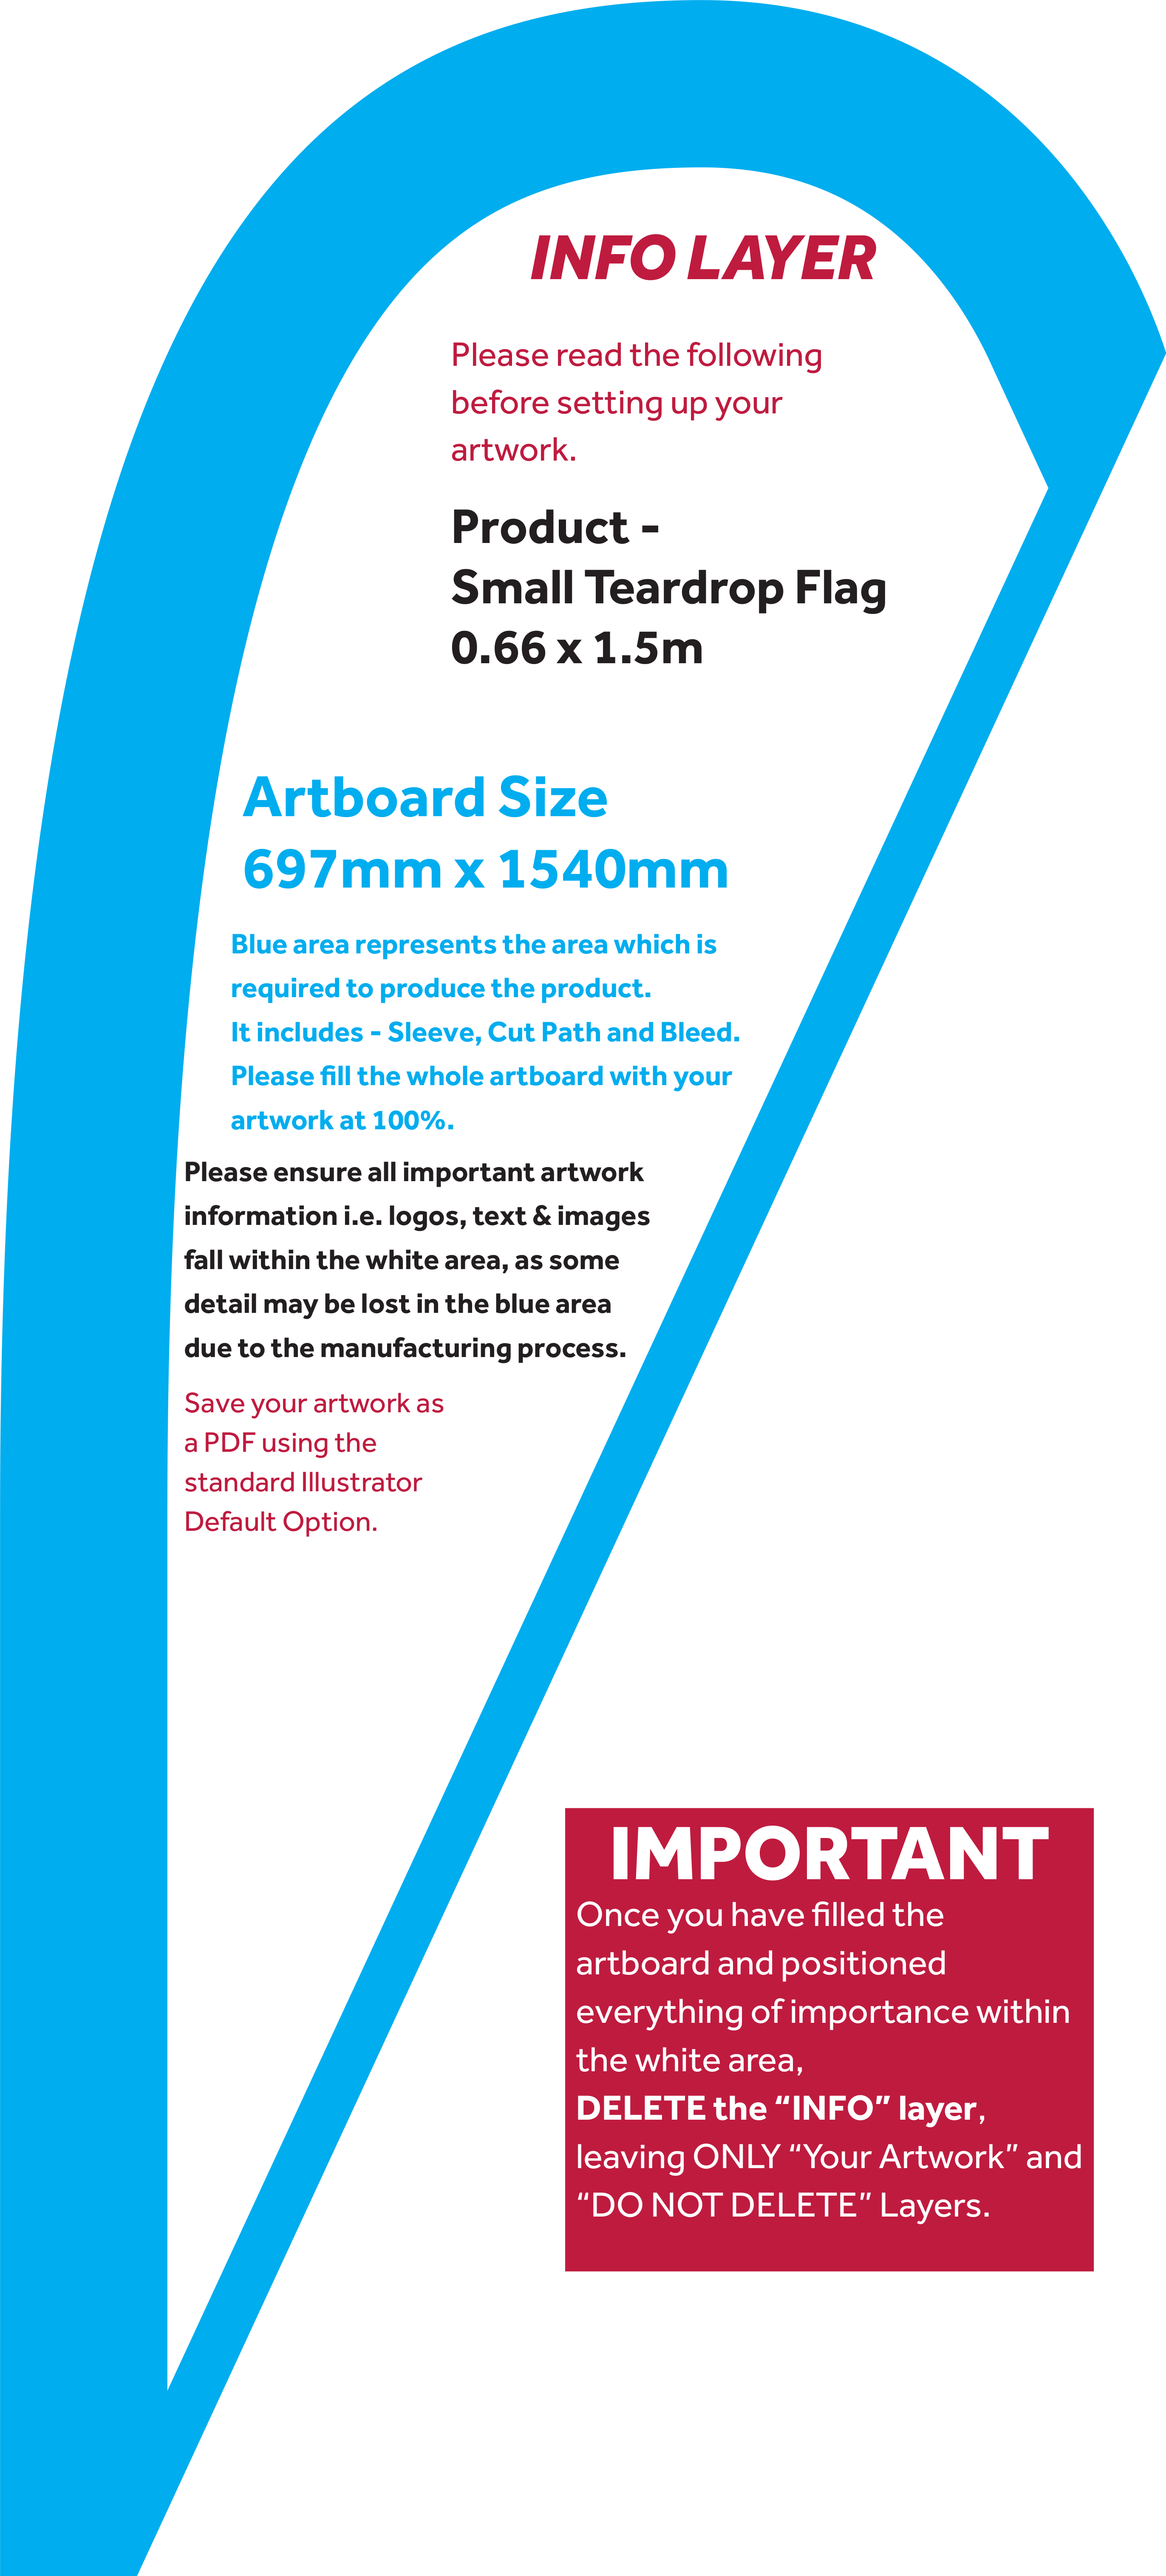 INFO LAYER
Please read the following
before setting up your
artwork.
Product -
Small Teardrop Flag
0.66 x 1.5m
Artboard Size
697mm x 1540mm
Blue area represents the area which is
required to produce the product.
It includes - Sleeve, Cut Path and Bleed.
Please fill the whole artboard with your
artwork at 100%.
Please ensure all important artwork
information i.e. logos, text & images
fall within the white area, as some
detail may be lost in the blue area
due to the manufacturing process.
Save your artwork as
a PDF using the
standard Illustrator
Default Option.
IMPORTANT
Once you have filled the
artboard and positioned
everything of importance within
the white area,
DELETE the “INFO” layer,
leaving ONLY “Your Artwork” and
“DO NOT DELETE” Layers.